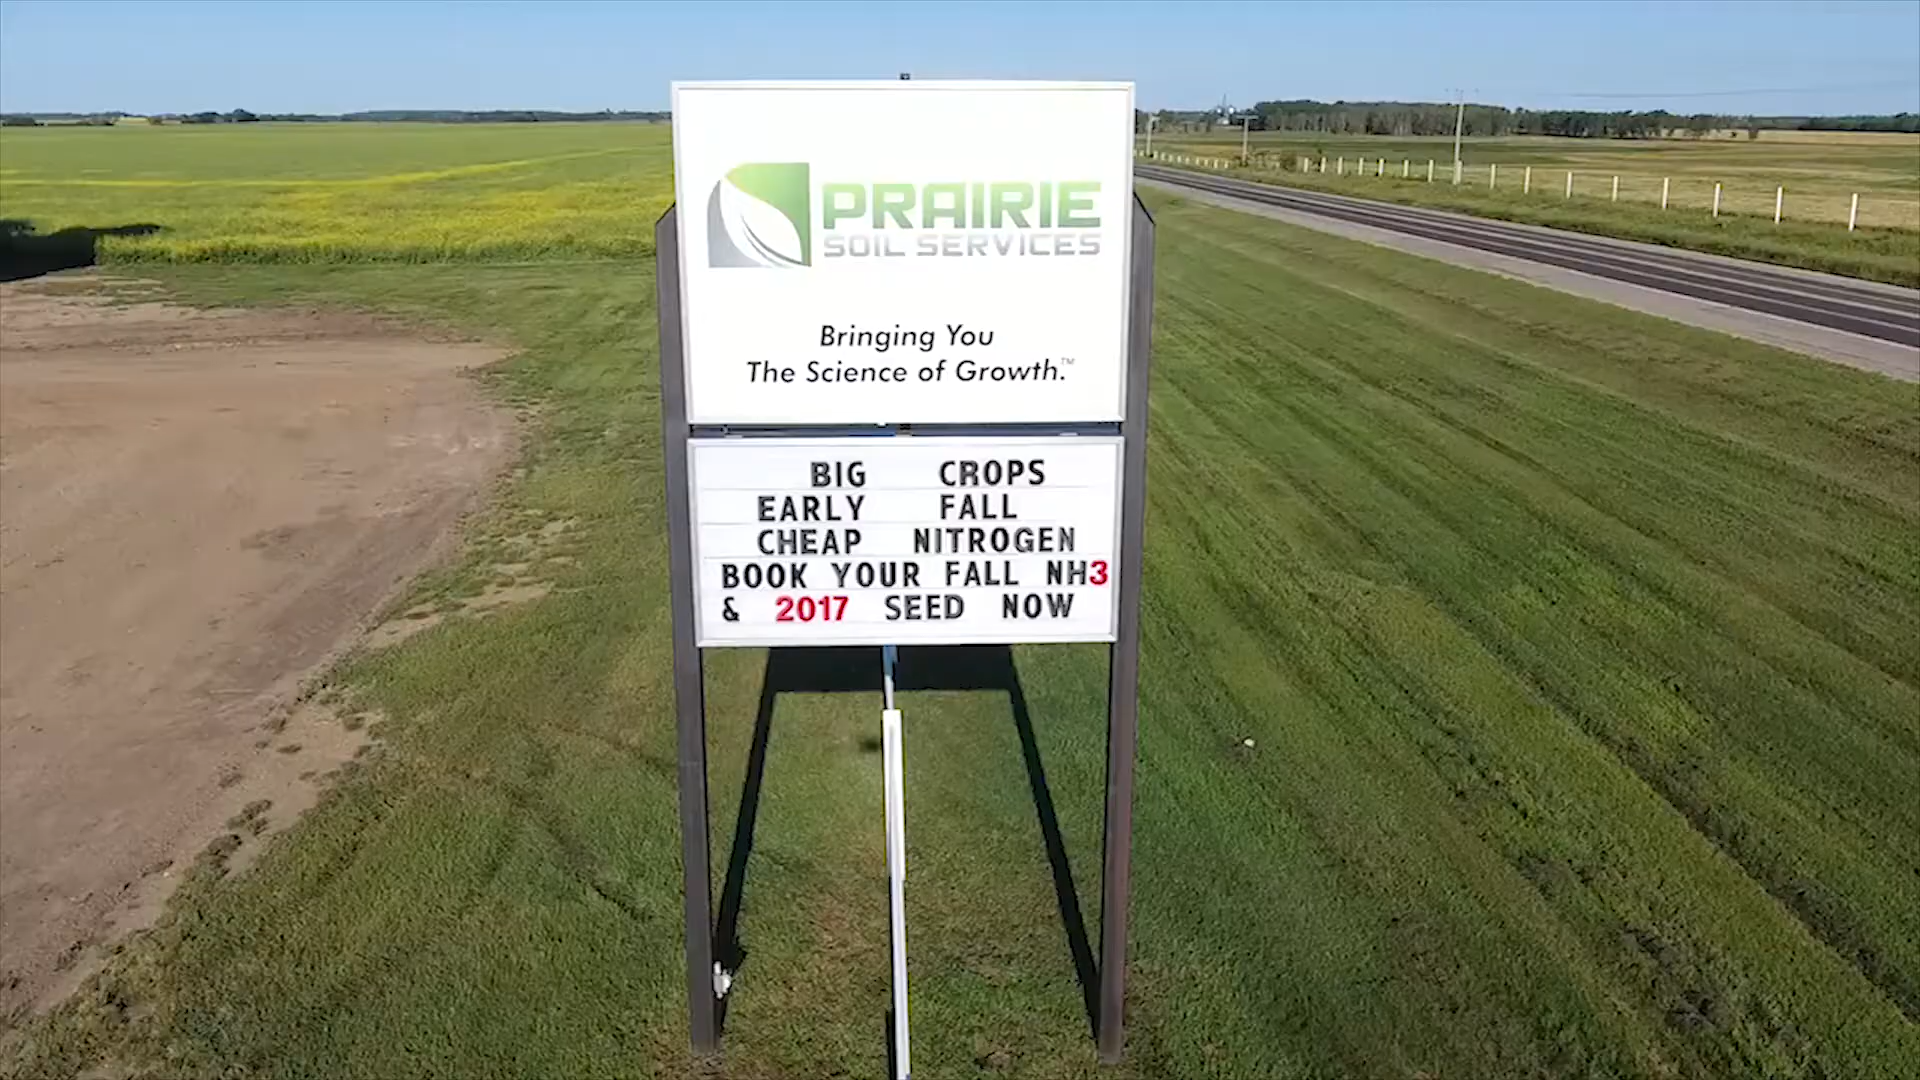 PRAIRIE
SOIL SERVICES
Bringing You
The Science of Growth.™
BIG CROPS
EARLY FALL
CHEAP NITROGEN
BOOK YOUR FALL NH3
& 2017 SEED NOW